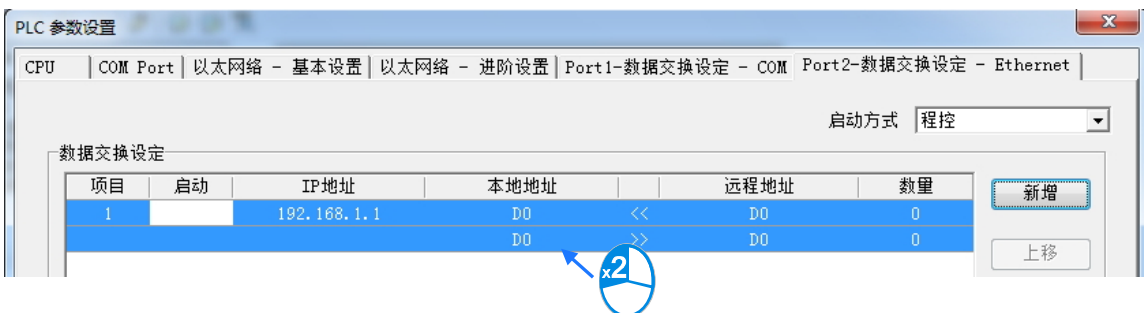 PLC 参数设置
CPU COM Port 以太网络 - 基本设置 以太网络 - 进阶设置 Port1-数据交换设定 - COM Port2-数据交换设定 - Ethernet
启动方式 程控
数据交换设定
项目 启动 IP地址 本地地址 远程地址 数量 新增
1 192.168.1.1 D0 << D0 0
D0 >> D0 0
上移
x2